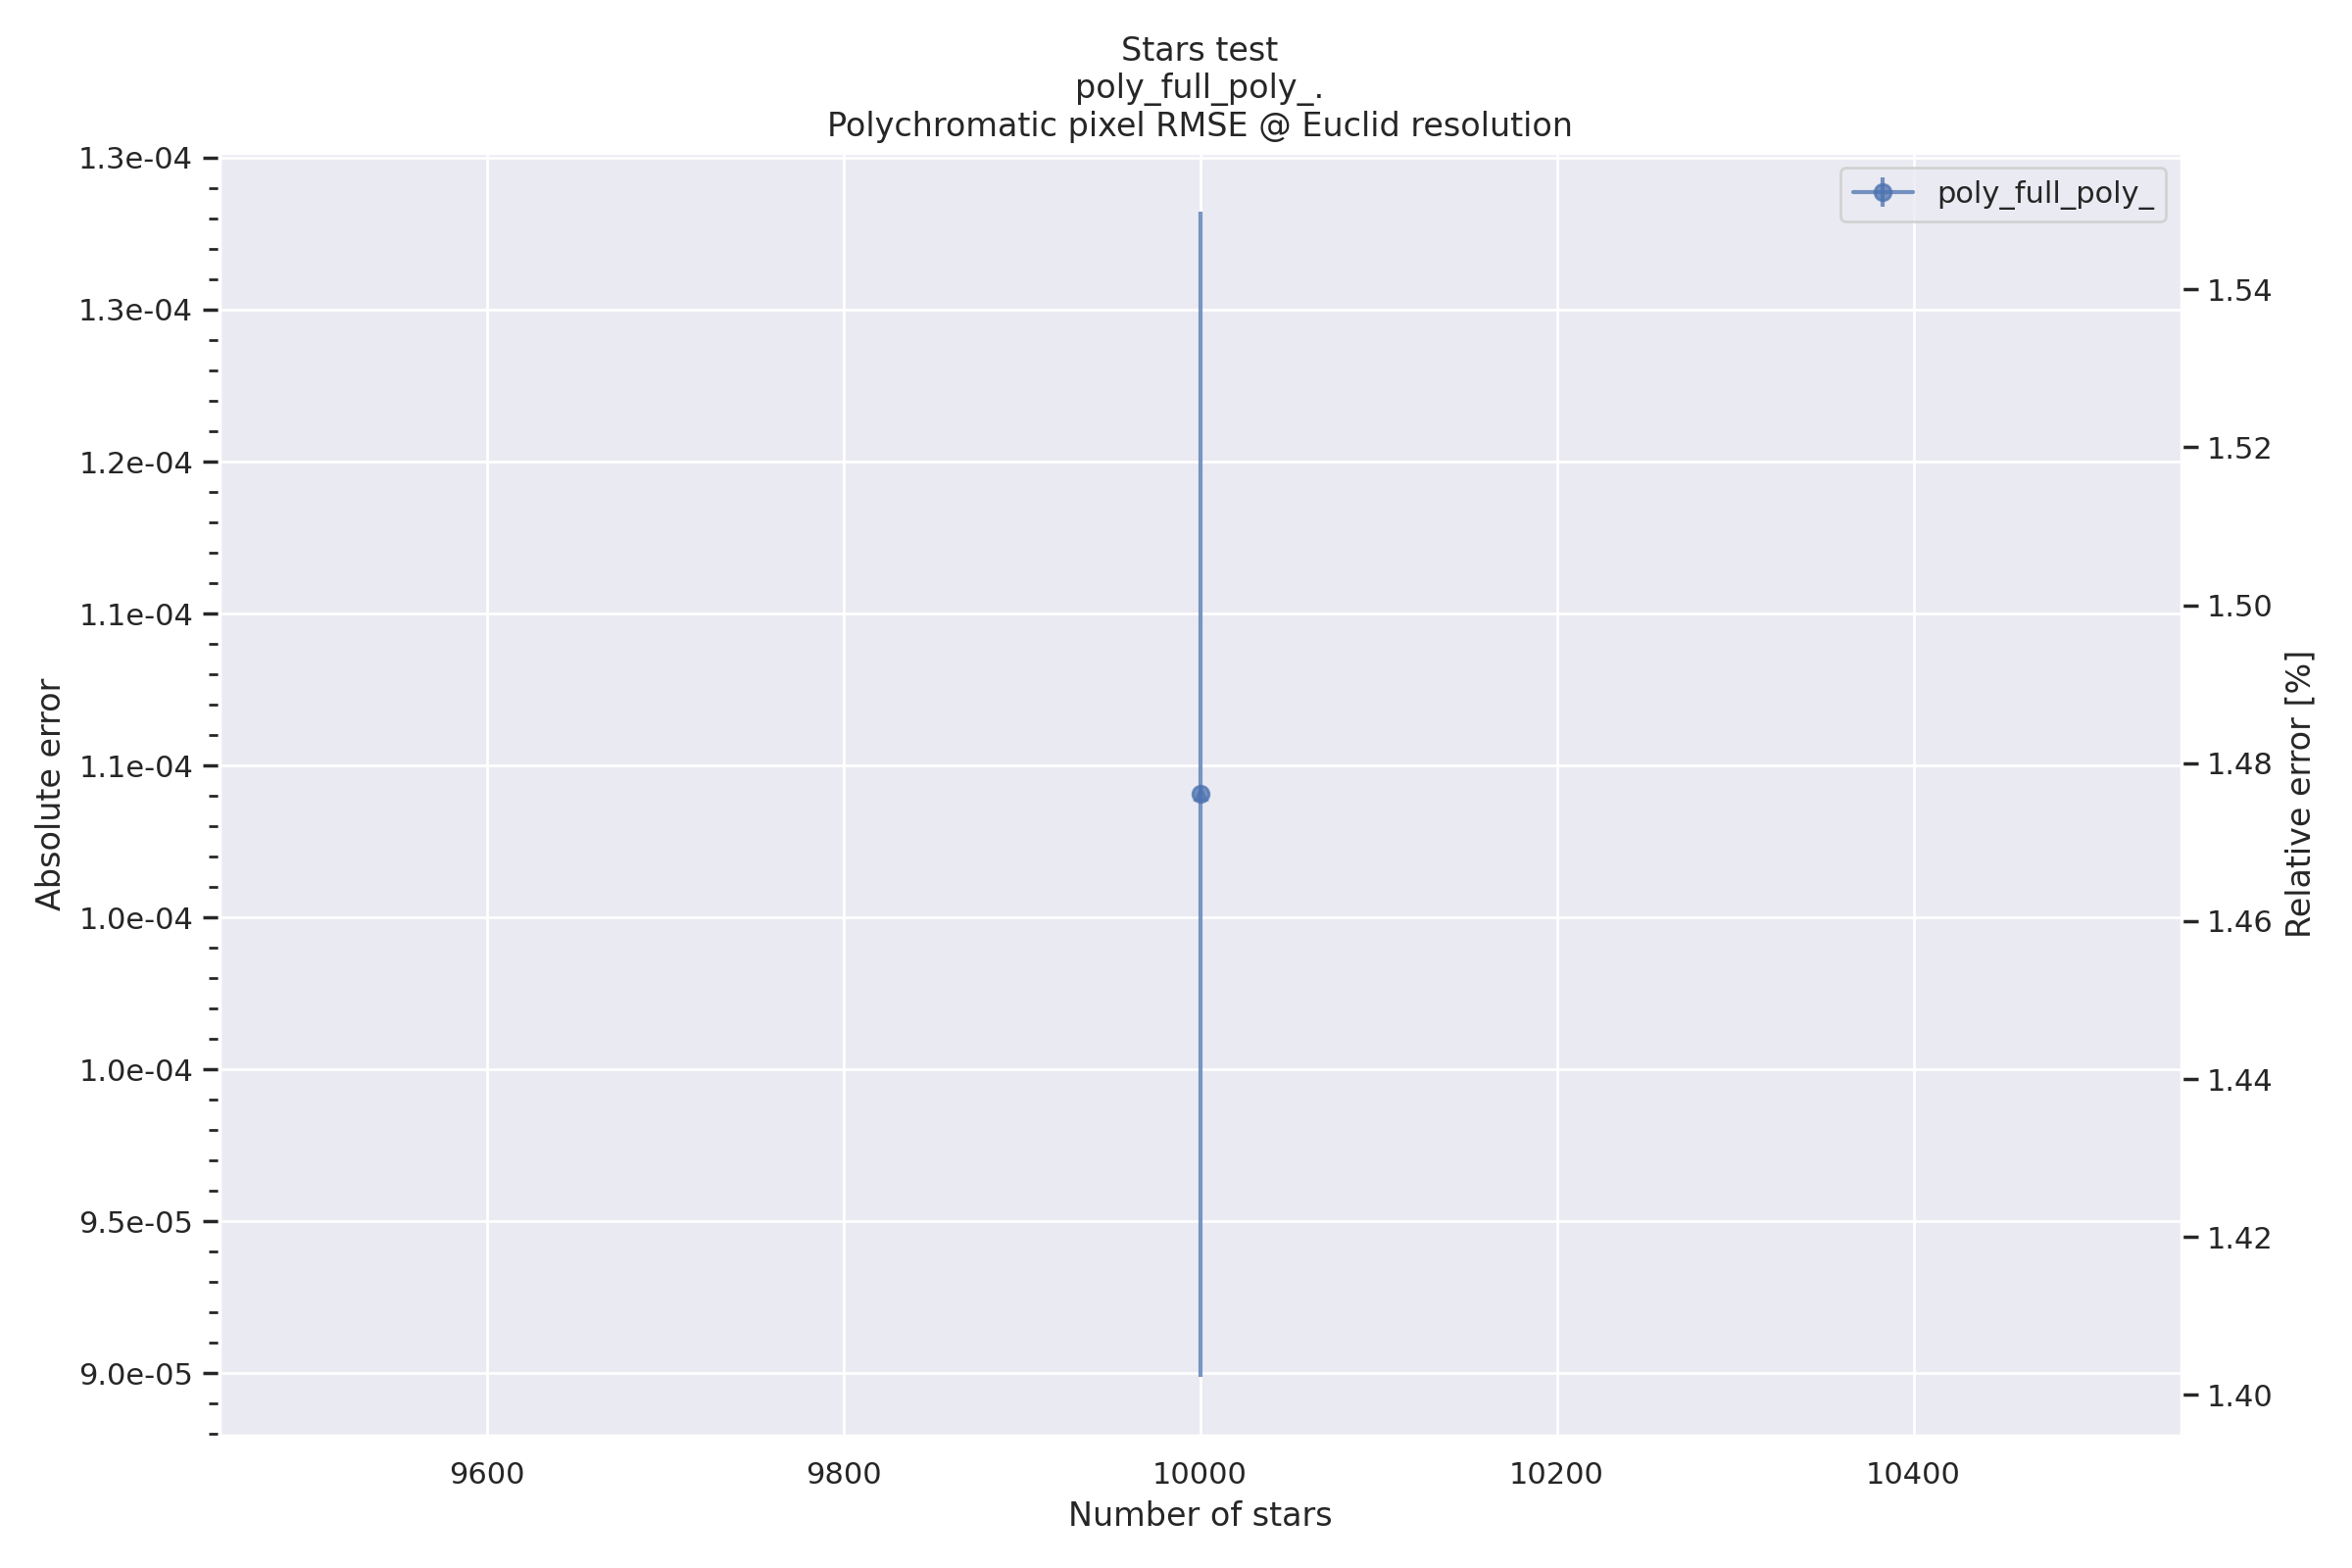 Stars test
poly_full_poly_.
Polychromatic pixel RMSE @ Euclid resolution
1.3e-04
1.3e-04
1.2e-04
1.1e-04
1.1e-04
1.0e-04
1.0e-04
9.5e-05
9.0e-05
Absolute error
poly_full_poly_
1.54
1.52
1.50
1.48
1.46
1.44
1.42
1.40
Relative error [%]
9600 9800 10000 10200 10400
Number of stars